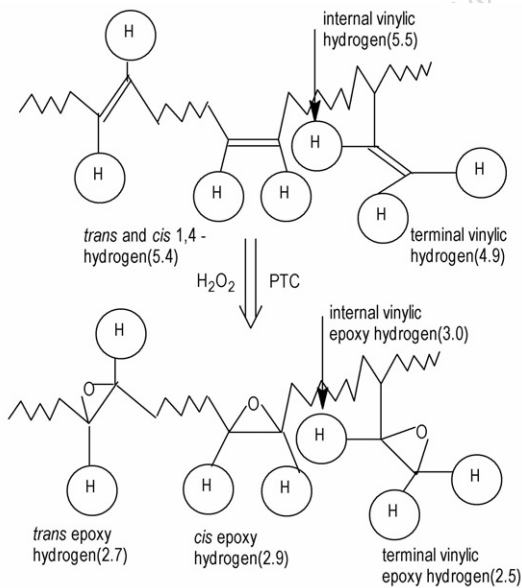 internal vinylic
hydrogen(5.5)
H
H
H
H
H
H
H
trans and cis 1,4 -
hydrogen(5.4)
terminal vinylic
hydrogen(4.9)
H₂O₂
PTC
internal vinylic
epoxy hydrogen(3.0)
H
O
O
O
H
H
H
H
H
H
trans epoxy
hydrogen(2.7)
cis epoxy
hydrogen(2.9)
terminal vinylic
epoxy hydrogen(2.5)